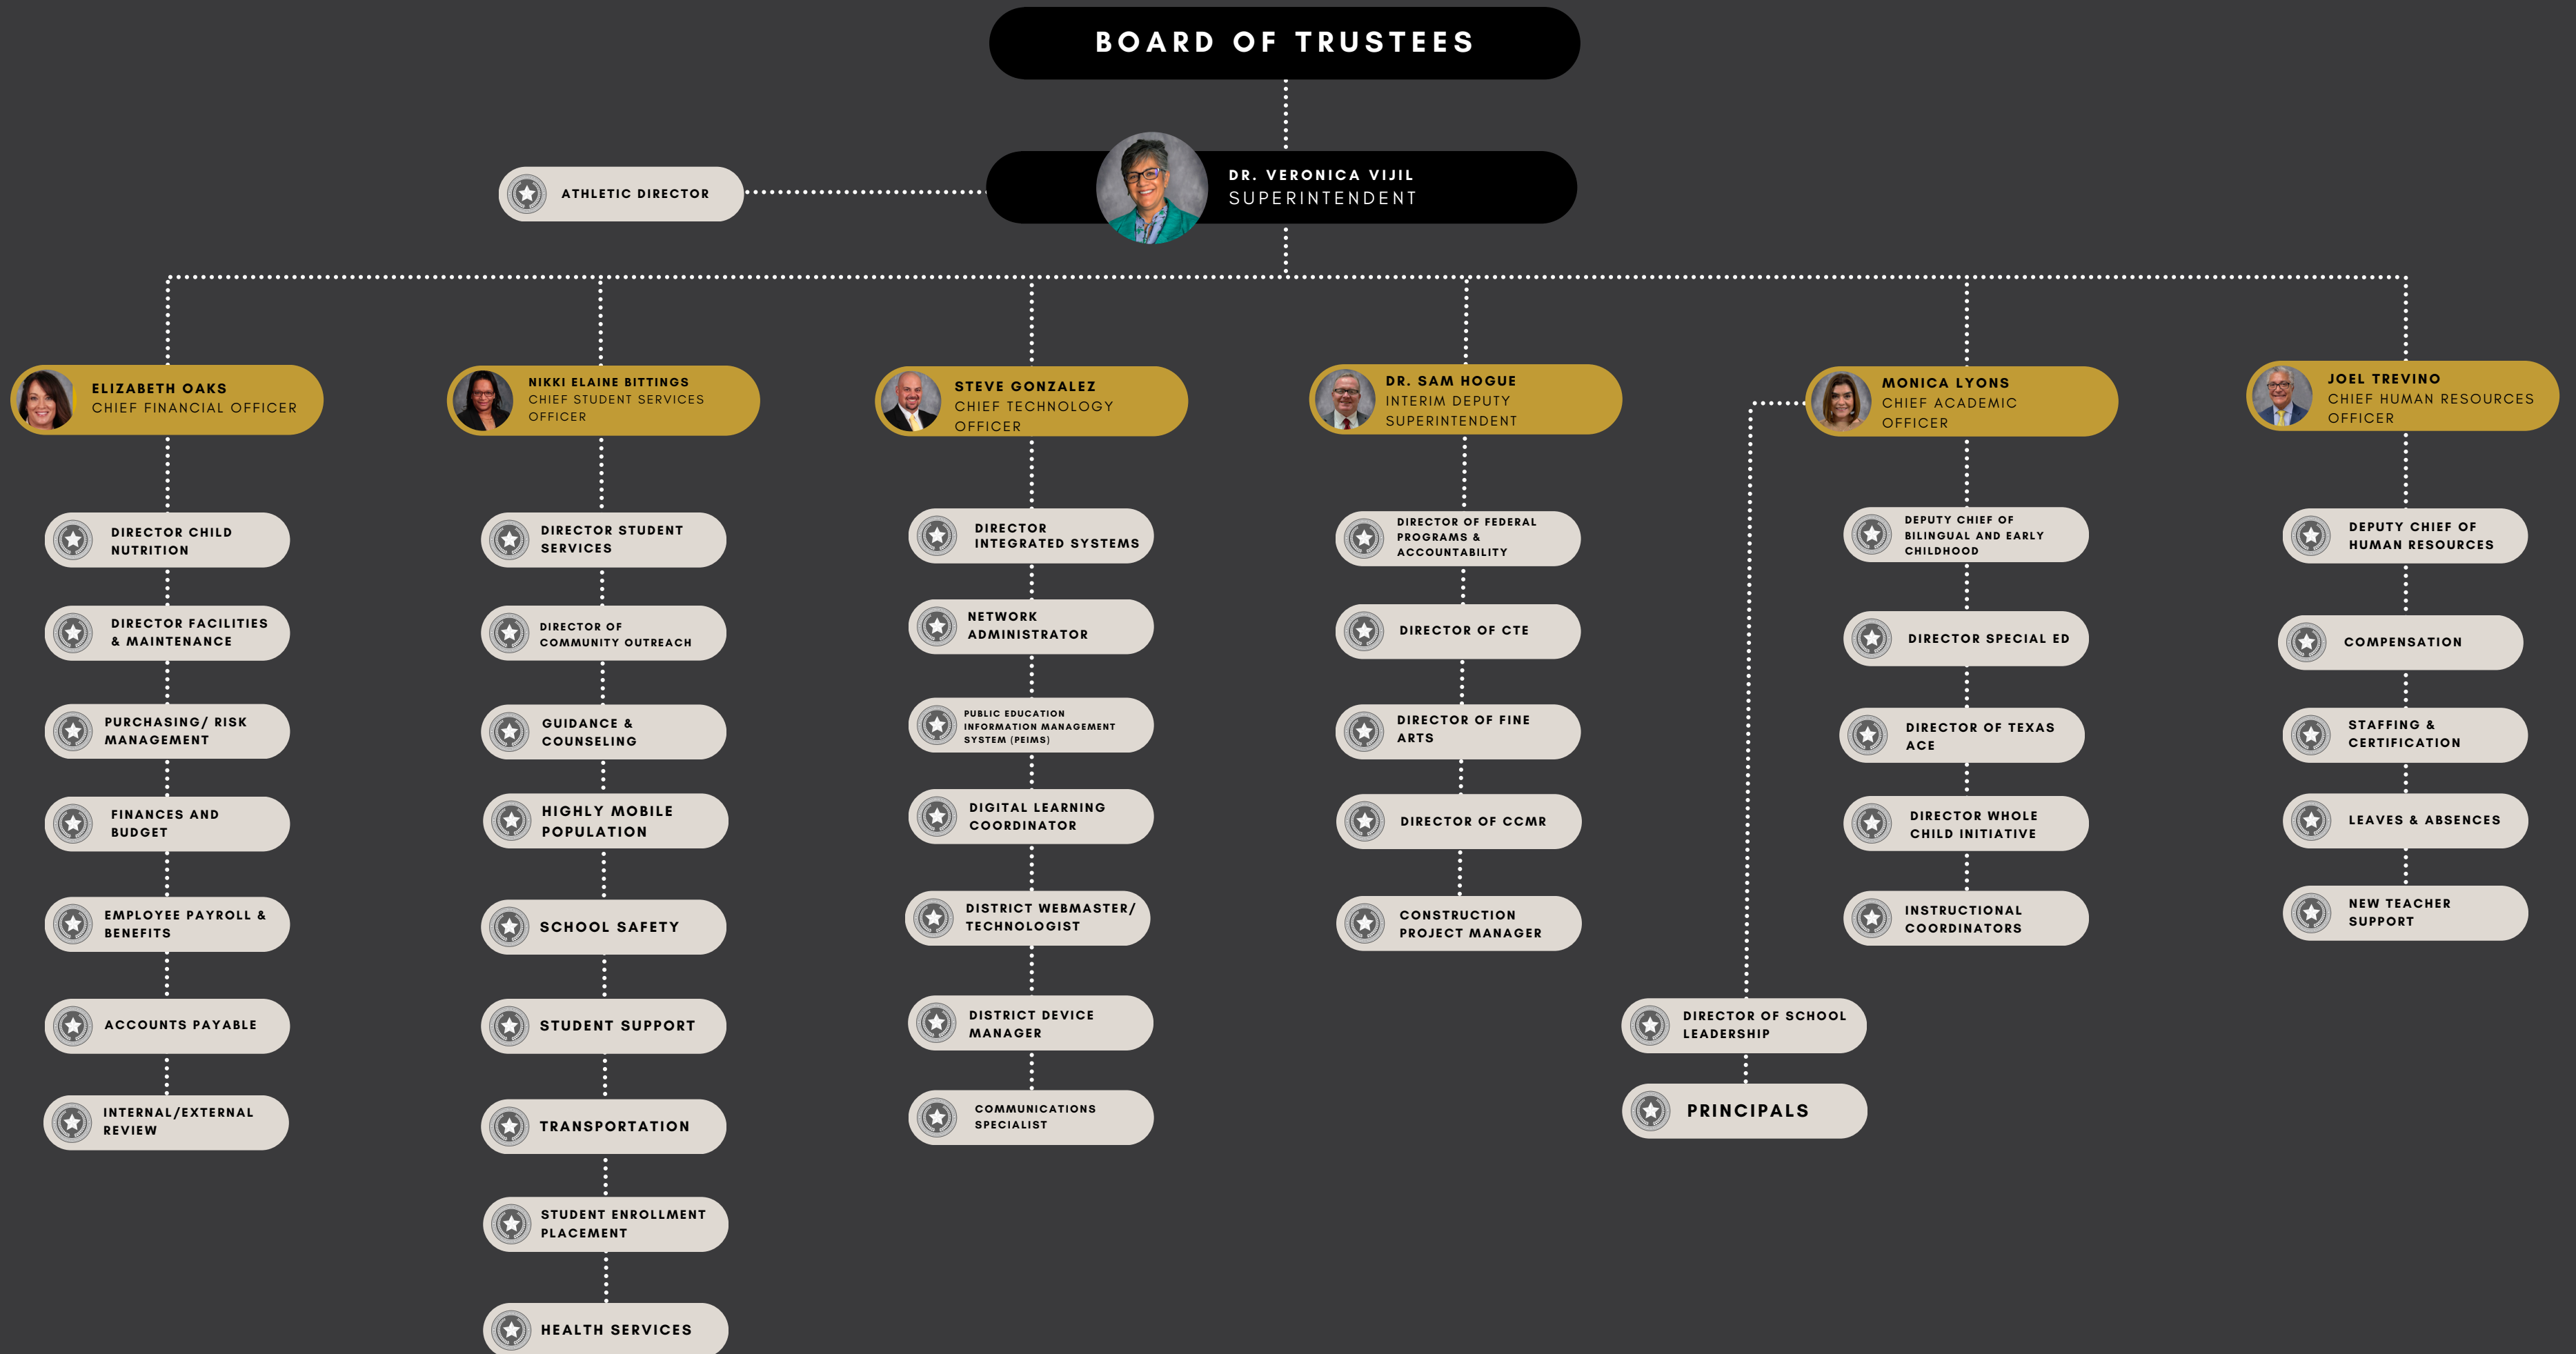 BOARD OF TRUSTEES
ATHLETIC DIRECTOR
DR. VERONICA VIJIL
SUPERINTENDENT
ELIZABETH OAKS
CHIEF FINANCIAL OFFICER
DIRECTOR CHILD
NUTRITION
DIRECTOR FACILITIES
& MAINTENANCE
PURCHASING/ RISK
MANAGEMENT
FINANCES AND
BUDGET
EMPLOYEE PAYROLL &
BENEFITS
ACCOUNTS PAYABLE
INTERNAL/EXTERNAL
REVIEW
NIKKI ELAINE BITTINGS
CHIEF STUDENT SERVICES
OFFICER
DIRECTOR STUDENT
SERVICES
DIRECTOR OF
COMMUNITY OUTREACH
GUIDANCE &
COUNSELING
HIGHLY MOBILE
POPULATION
SCHOOL SAFETY
STUDENT SUPPORT
TRANSPORTATION
STUDENT ENROLLMENT
PLACEMENT
HEALTH SERVICES
STEVE GONZALEZ
CHIEF TECHNOLOGY
OFFICER
DIRECTOR
INTEGRATED SYSTEMS
NETWORK
ADMINISTRATOR
PUBLIC EDUCATION
INFORMATION MANAGEMENT
SYSTEM (PEIMS)
DIGITAL LEARNING
COORDINATOR
DISTRICT WEBMASTER/
TECHNOLOGIST
DISTRICT DEVICE
MANAGER
COMMUNICATIONS
SPECIALIST
DR. SAM HOGUE
INTERIM DEPUTY
SUPERINTENDENT
DIRECTOR OF FEDERAL
PROGRAMS &
ACCOUNTABILITY
DIRECTOR OF CTE
DIRECTOR OF FINE
ARTS
DIRECTOR OF CCMR
CONSTRUCTION
PROJECT MANAGER
MONICA LYONS
CHIEF ACADEMIC
OFFICER
DEPUTY CHIEF OF
BILINGUAL AND EARLY
CHILDHOOD
DIRECTOR SPECIAL ED
DIRECTOR OF TEXAS
ACE
DIRECTOR WHOLE
CHILD INITIATIVE
INSTRUCTIONAL
COORDINATORS
DIRECTOR OF SCHOOL
LEADERSHIP
PRINCIPALS
JOEL TREVINO
CHIEF HUMAN RESOURCES
OFFICER
DEPUTY CHIEF OF
HUMAN RESOURCES
COMPENSATION
STAFFING &
CERTIFICATION
LEAVES & ABSENCES
NEW TEACHER
SUPPORT